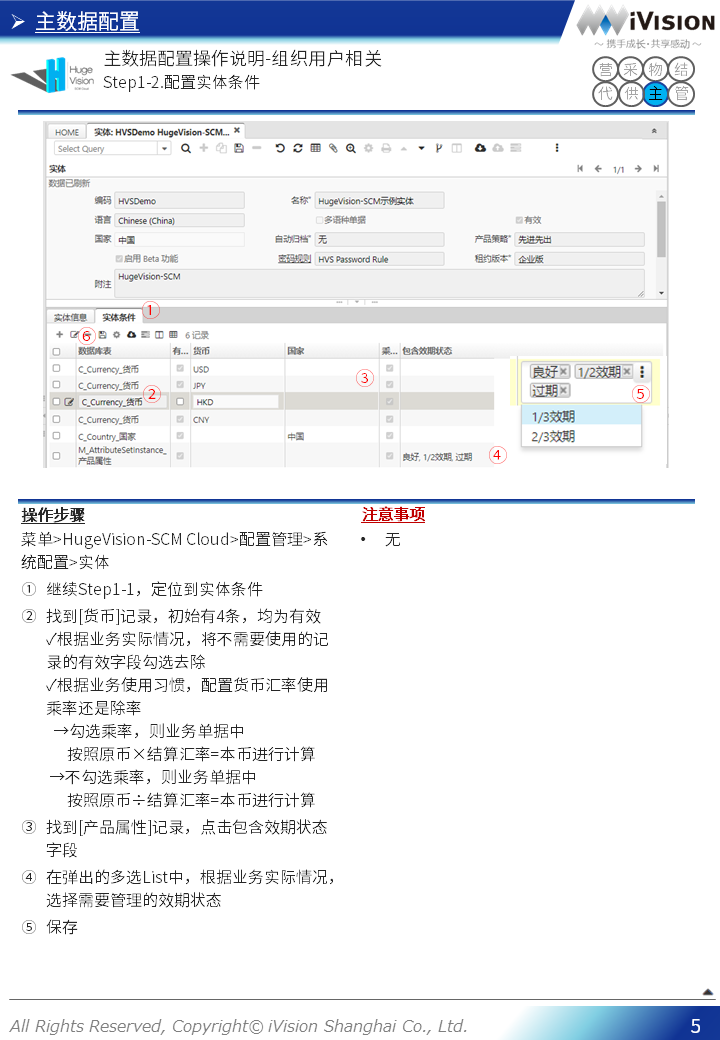 ➢ 主数据配置
iVision
～ 携手成长·共享感动 ～
主数据配置操作说明-组织用户相关
Step1-2.配置实体条件
Huge
Vision
营 采 物 结
代 供 主 管
HOME 实体: HVSDemo HugeVision-SCM... ×
Select Query
实体 1/1
数据已刷新
编码 HVSDemo 名称* HugeVision-SCM示例实体
语言 Chinese (China) 多语种单据 有效
国家 中国 自动归档* 无 产品策略* 先进先出
启用 Beta 功能 密码规则 HVS Password Rule 租约版本* 企业版
附注 HugeVision-SCM
实体信息 实体条件 ①
⑥ 6 记录
数据库表 有... 货币 国家 乘... 包含效期状态
C_Currency_货币 USD
C_Currency_货币 JPY
C_Currency_货币 HKD
C_Currency_货币 CNY
C_Country_国家 中国
M_AttributeSetInstance_
产品属性 良好, 1/2效期, 过期
② ③ ④
良好× 1/2效期×
过期× ⑤
1/3效期
2/3效期
操作步骤
菜单>HugeVision-SCM Cloud>配置管理>系
统配置>实体
① 继续Step1-1，定位到实体条件
② 找到[货币]记录，初始有4条，均为有效
✓根据业务实际情况，将不需要使用的记
录的有效字段勾选去除
✓根据业务使用习惯，配置货币汇率使用
乘率还是除率
→勾选乘率，则业务单据中
按照原币×结算汇率=本币进行计算
→不勾选乘率，则业务单据中
按照原币÷结算汇率=本币进行计算
③ 找到[产品属性]记录，点击包含效期状态
字段
④ 在弹出的多选List中，根据业务实际情况，
选择需要管理的效期状态
⑤ 保存
注意事项
• 无
All Rights Reserved, Copyright© iVision Shanghai Co., Ltd.
5